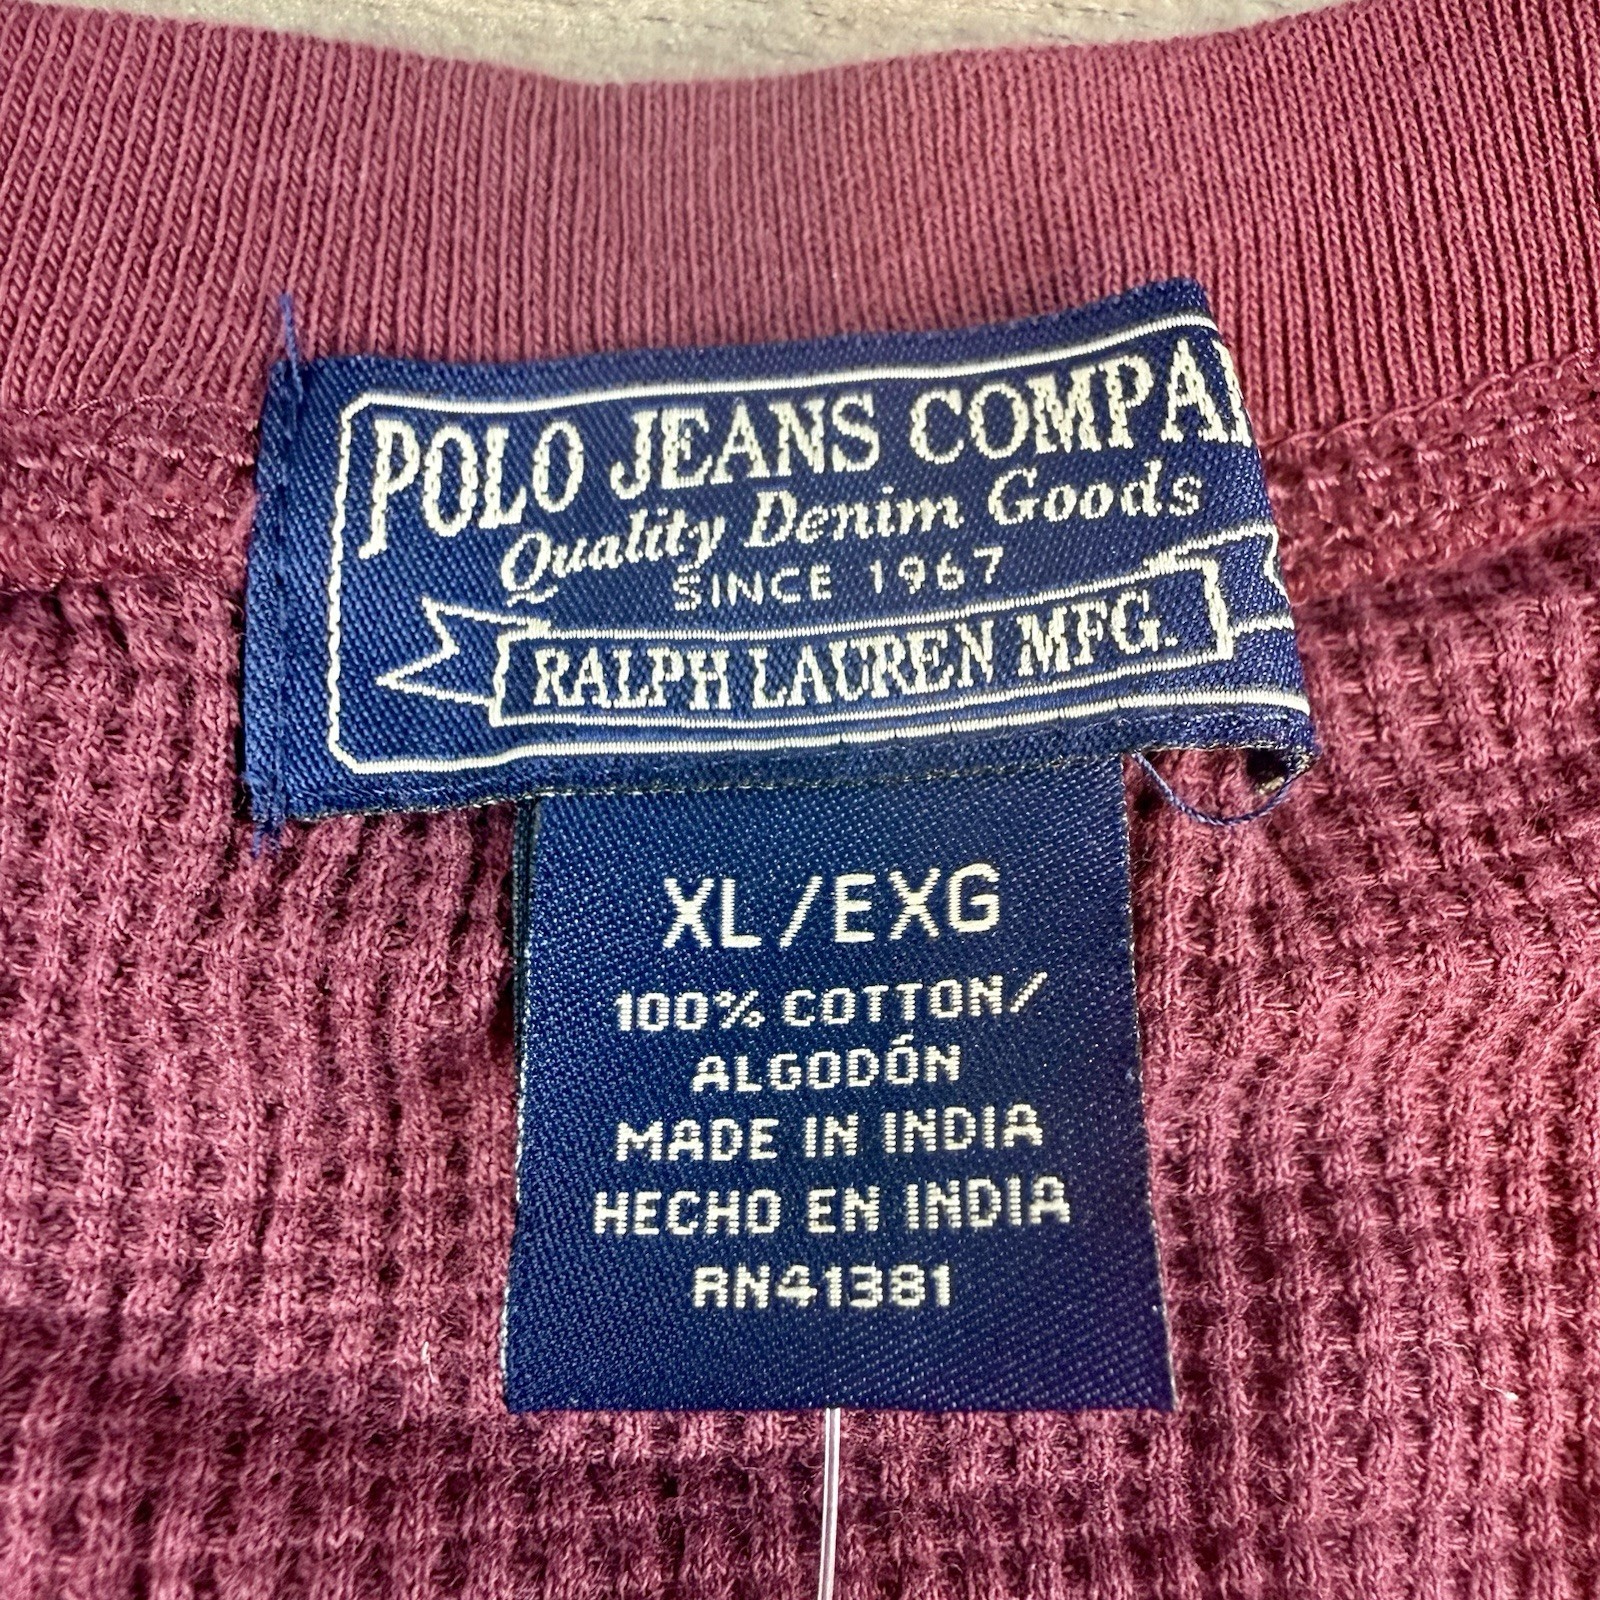 POLO JEANS COMPAN
Quality Denim Goods
SINCE 1967
RALPH LAUREN MFG.
XL/EXG
100% COTTON/
ALGODÓN
MADE IN INDIA
HECHO EN INDIA
RN41381